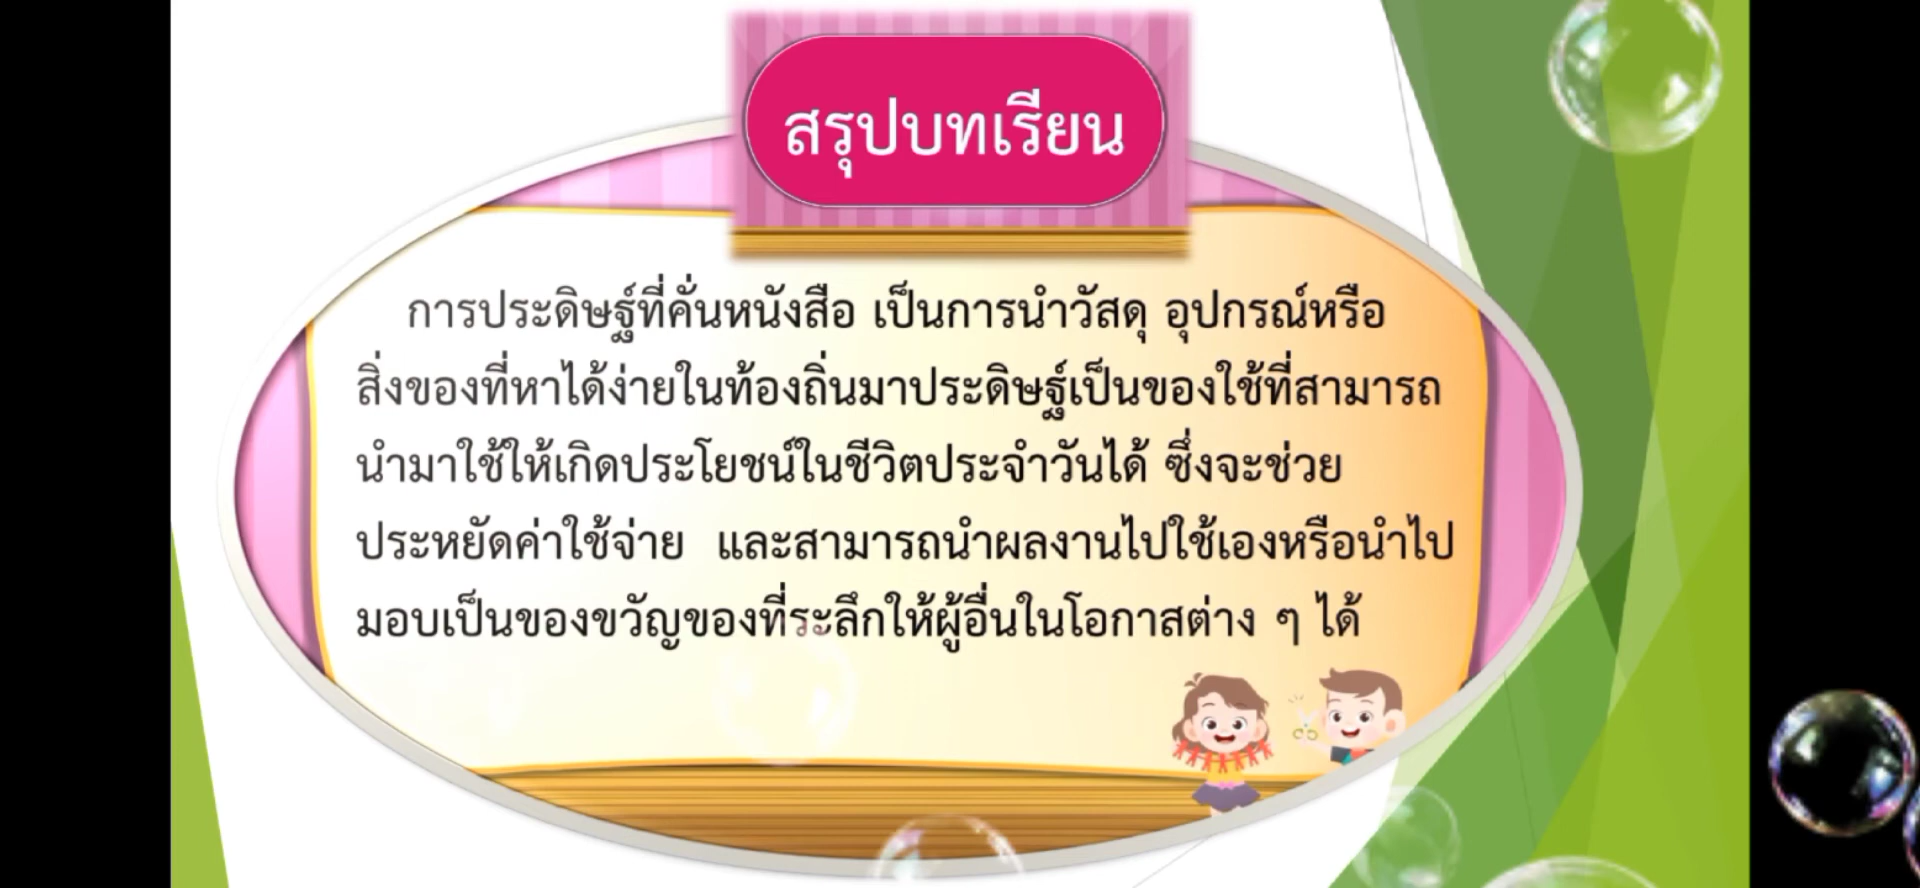 สรุปบทเรียน
การประดิษฐ์ที่คั่นหนังสือ เป็นการนำวัสดุ อุปกรณ์หรือ
สิ่งของที่หาได้ง่ายในท้องถิ่นมาประดิษฐ์เป็นของใช้ที่สามารถ
นำมาใช้ให้เกิดประโยชน์ในชีวิตประจำวันได้ ซึ่งจะช่วย
ประหยัดค่าใช้จ่าย และสามารถนำผลงานไปใช้เองหรือนำไป
มอบเป็นของขวัญของที่ระลึกให้ผู้อื่นในโอกาสต่าง ๆ ได้